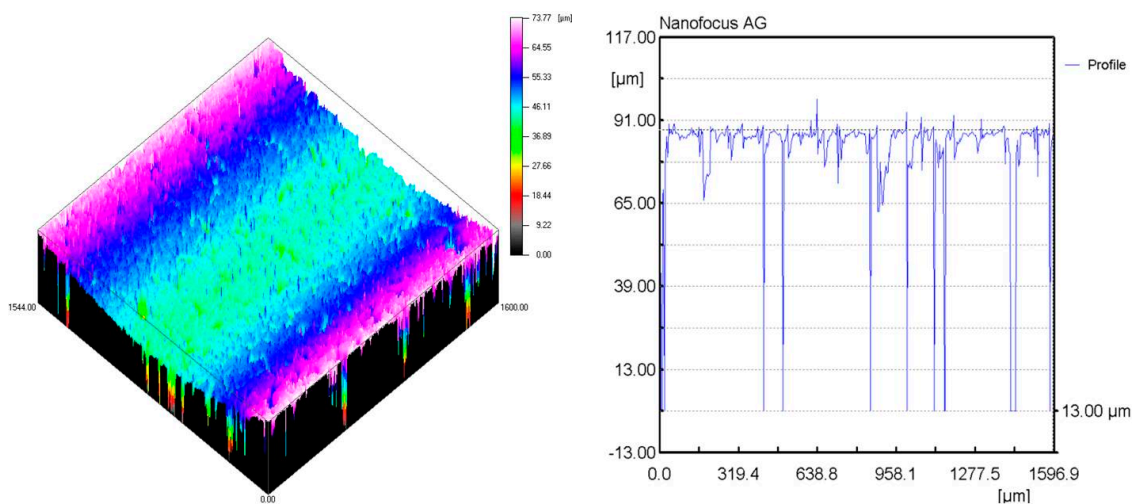 73.77 [µm]
64.55
55.33
46.11
36.89
27.66
18.44
9.22
0.00
1544.00
1600.00
0.00
Nanofocus AG
117.00
[µm]
91.00
65.00
39.00
13.00
-13.00
0.0 319.4 638.8 958.1 1277.5 1596.9
[µm]
Profile
13.00 µm